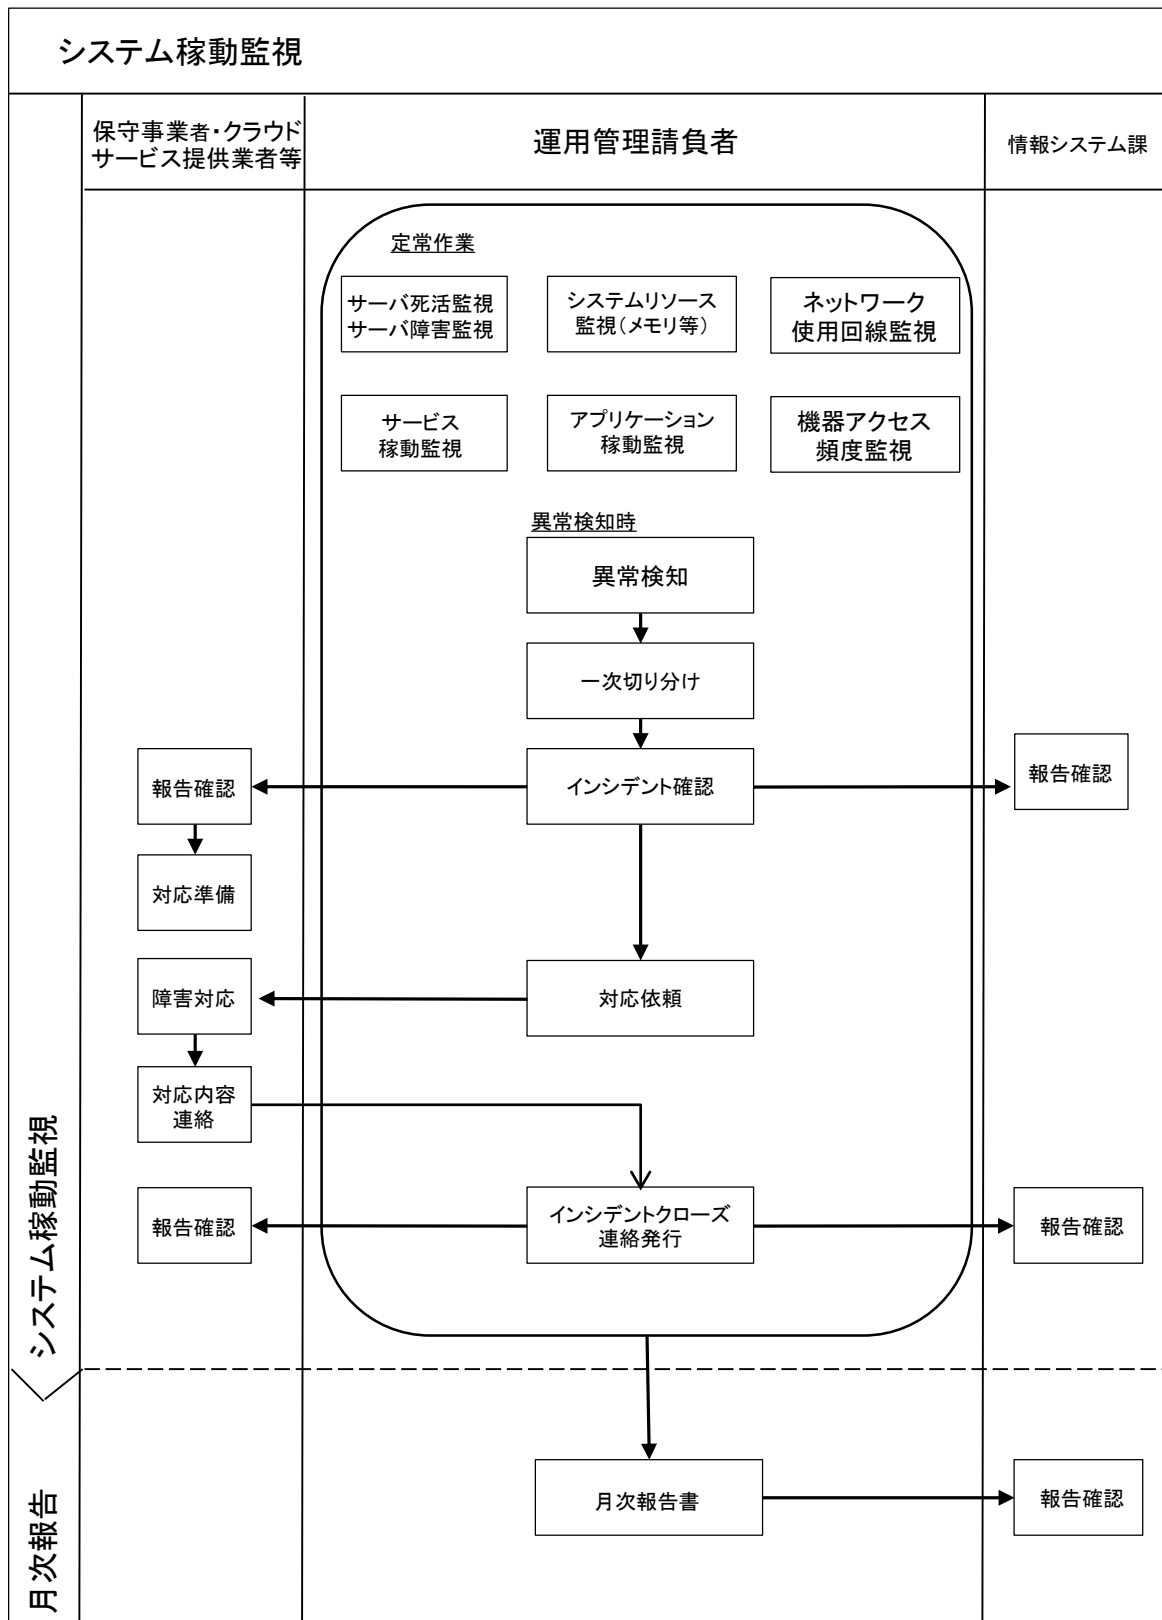 システム稼動監視
保守事業者・クラウド
サービス提供業者等
運用管理請負者
情報システム課
定常作業
サーバ死活監視
サーバ障害監視
システムリソース
監視（メモリ等）
ネットワーク
使用回線監視
サービス
稼動監視
アプリケーション
稼動監視
機器アクセス
頻度監視
異常検知時
異常検知
一次切り分け
報告確認
インシデント確認
報告確認
対応準備
障害対応
対応依頼
対応内容
連絡
報告確認
インシデントクローズ
連絡発行
報告確認
システム稼動監視
月次報告書
報告確認
月次報告